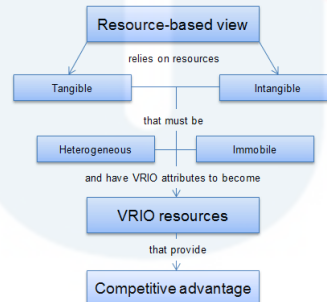 Resource-based view
relies on resources
Tangible
Intangible
that must be
Heterogeneous
Immobile
and have VRIO attributes to become
VRIO resources
that provide
Competitive advantage